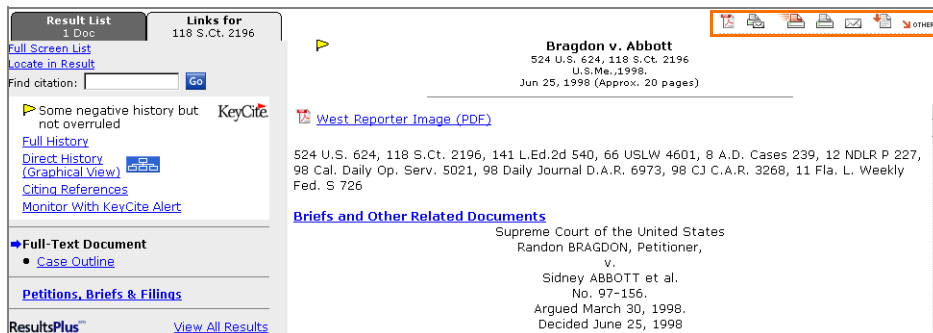 Result List
1 Doc
Links for
118 S.Ct. 2196
OTHER
Full Screen List
Locate in Result
Find citation:
Go
Some negative history but
not overruled
KeyCite.
Full History
Direct History
(Graphical View)
Citing References
Monitor With KeyCite Alert
Full-Text Document
Case Outline
Petitions, Briefs & Filings
ResultsPlus™
View All Results
Bragdon v. Abbott
524 U.S. 624, 118 S.Ct. 2196
U.S.Me.,1998.
Jun 25, 1998 (Approx. 20 pages)
West Reporter Image (PDF)
524 U.S. 624, 118 S.Ct. 2196, 141 L.Ed.2d 540, 66 USLW 4601, 8 A.D. Cases 239, 12 NDLR P 227,
98 Cal. Daily Op. Serv. 5021, 98 Daily Journal D.A.R. 6973, 98 CJ C.A.R. 3268, 11 Fla. L. Weekly
Fed. S 726
Briefs and Other Related Documents
Supreme Court of the United States
Randon BRAGDON, Petitioner,
v.
Sidney ABBOTT et al.
No. 97-156.
Argued March 30, 1998.
Decided June 25, 1998